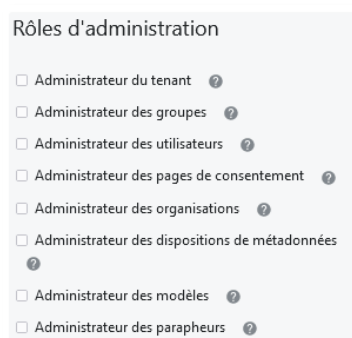 Rôles d'administration
Administrateur du tenant ?
Administrateur des groupes ?
Administrateur des utilisateurs ?
Administrateur des pages de consentement ?
Administrateur des organisations ?
Administrateur des dispositions de métadonnées
?
Administrateur des modèles ?
Administrateur des parapheurs ?